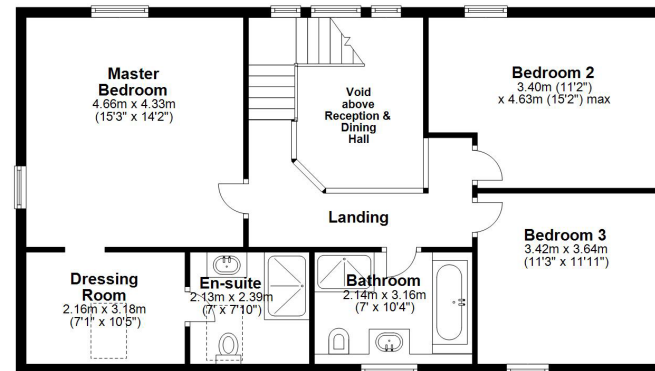 Master
Bedroom
4.66m x 4.33m
(15'3" x 14'2")
Void
above
Reception &
Dining
Hall
Bedroom 2
3.40m (11'2")
x 4.63m (15'2") max
Landing
Bedroom 3
3.42m x 3.64m
(11'3" x 11'11")
Dressing
Room
2.16m x 3.18m
(7'1" x 10'5")
En-suite
2.13m x 2.39m
(7' x 7'10")
Bathroom
2.14m x 3.16m
(7' x 10'4")